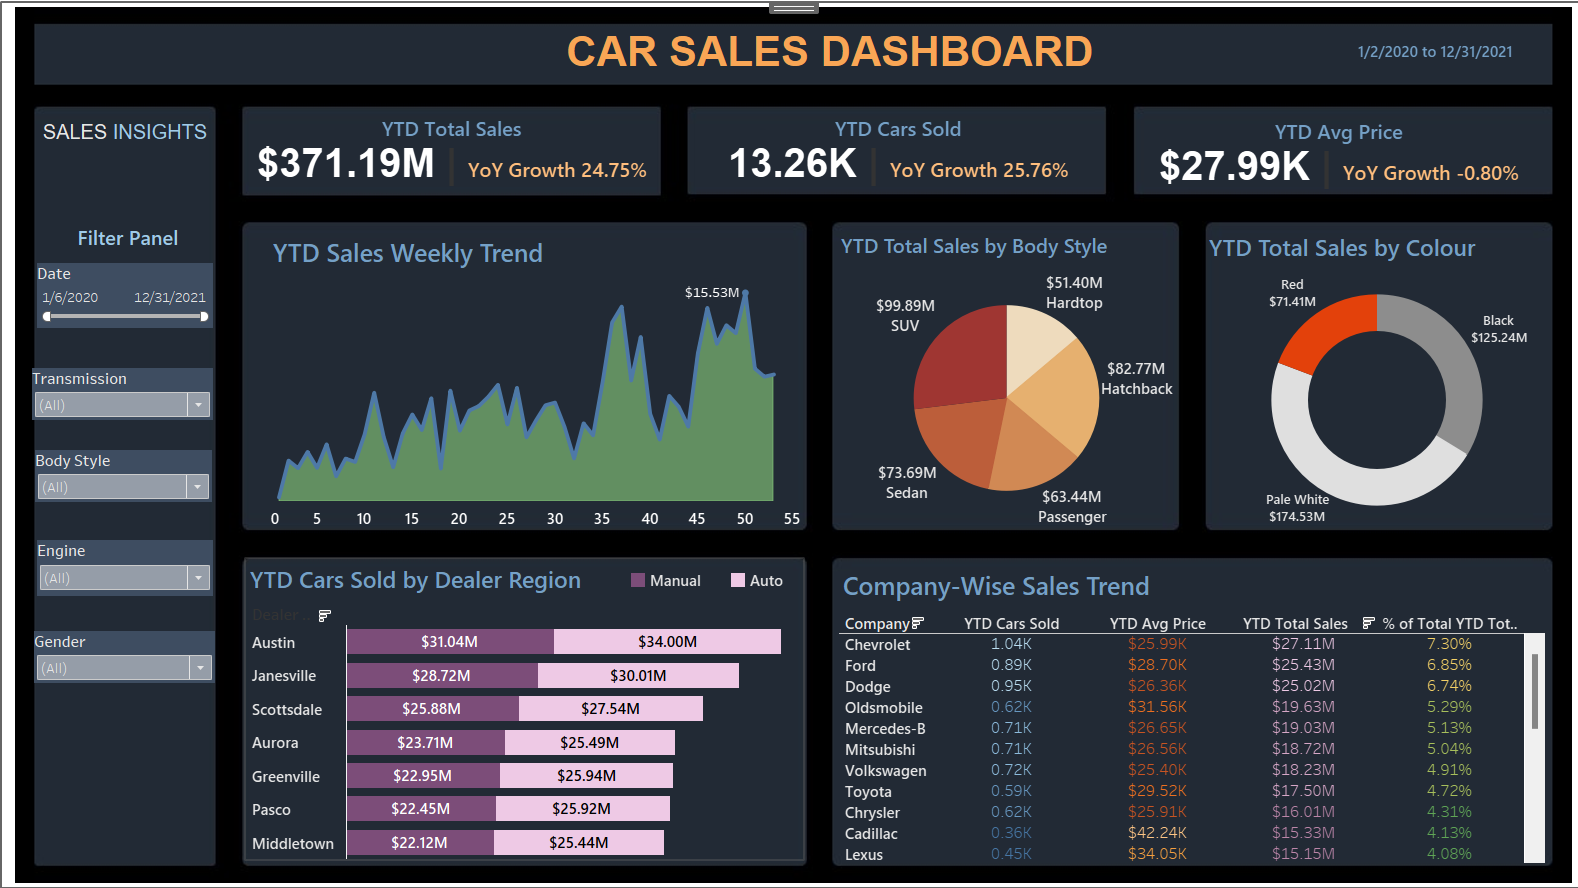 CAR SALES DASHBOARD
1/2/2020 to 12/31/2021
SALES INSIGHTS
Filter Panel
Date
1/6/2020 12/31/2021
Transmission
(All)
Body Style
(All)
Engine
(All)
Gender
(All)
YTD Total Sales
$371.19M YoY Growth 24.75%
YTD Cars Sold
13.26K YoY Growth 25.76%
YTD Avg Price
$27.99K YoY Growth -0.80%
YTD Sales Weekly Trend
$15.53M
0 5 10 15 20 25 30 35 40 45 50 55
YTD Total Sales by Body Style
$51.40M
Hardtop
$99.89M
SUV
$82.77M
Hatchback
$73.69M
Sedan
$63.44M
Passenger
YTD Total Sales by Colour
Red
$71.41M
Black
$125.24M
Pale White
$174.53M
YTD Cars Sold by Dealer Region
Manual Auto
Dealer ..
Austin $31.04M $34.00M
Janesville $28.72M $30.01M
Scottsdale $25.88M $27.54M
Aurora $23.71M $25.49M
Greenville $22.95M $25.94M
Pasco $22.45M $25.92M
Middletown $22.12M $25.44M
Company-Wise Sales Trend
Company YTD Cars Sold YTD Avg Price YTD Total Sales % of Total YTD Tot..
Chevrolet 1.04K $25.99K $27.11M 7.30%
Ford 0.89K $28.70K $25.43M 6.85%
Dodge 0.95K $26.36K $25.02M 6.74%
Oldsmobile 0.62K $31.56K $19.63M 5.29%
Mercedes-B 0.71K $26.65K $19.03M 5.13%
Mitsubishi 0.71K $26.56K $18.72M 5.04%
Volkswagen 0.72K $25.40K $18.23M 4.91%
Toyota 0.59K $29.52K $17.50M 4.72%
Chrysler 0.62K $25.91K $16.01M 4.31%
Cadillac 0.36K $42.24K $15.33M 4.13%
Lexus 0.45K $34.05K $15.15M 4.08%